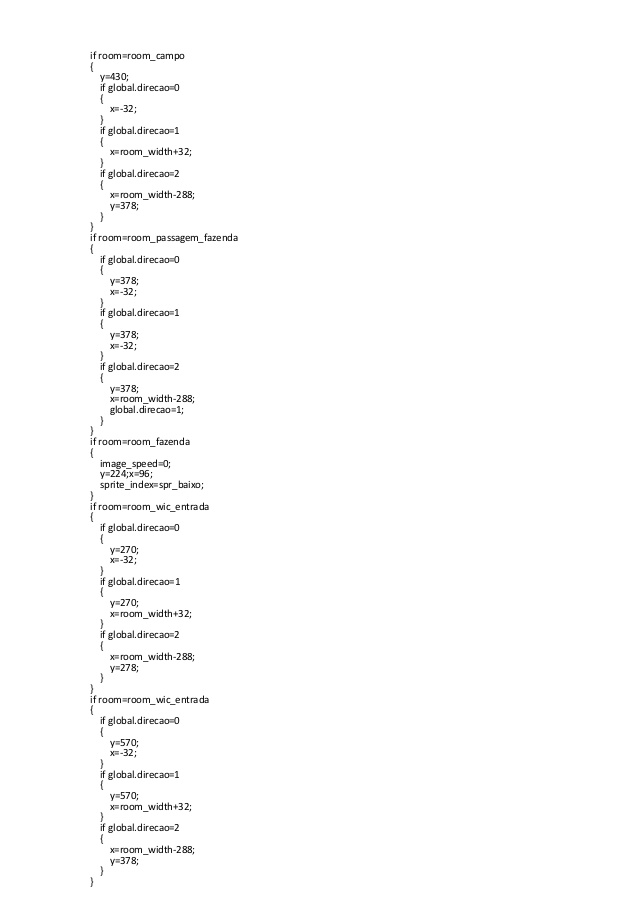 if room=room_campo
{
y=430;
if global.direcao=0
{
x=-32;
}
if global.direcao=1
{
x=room_width+32;
}
if global.direcao=2
{
x=room_width-288;
y=378;
}
}
if room=room_passagem_fazenda
{
if global.direcao=0
{
y=378;
x=-32;
}
if global.direcao=1
{
y=378;
x=-32;
}
if global.direcao=2
{
y=378;
x=room_width-288;
global.direcao=1;
}
}
if room=room_fazenda
{
image_speed=0;
y=224;x=96;
sprite_index=spr_baixo;
}
if room=room_wic_entrada
{
if global.direcao=0
{
y=270;
x=-32;
}
if global.direcao=1
{
y=270;
x=room_width+32;
}
if global.direcao=2
{
x=room_width-288;
y=278;
}
}
if room=room_wic_entrada
{
if global.direcao=0
{
y=570;
x=-32;
}
if global.direcao=1
{
y=570;
x=room_width+32;
}
if global.direcao=2
{
x=room_width-288;
y=378;
}
}